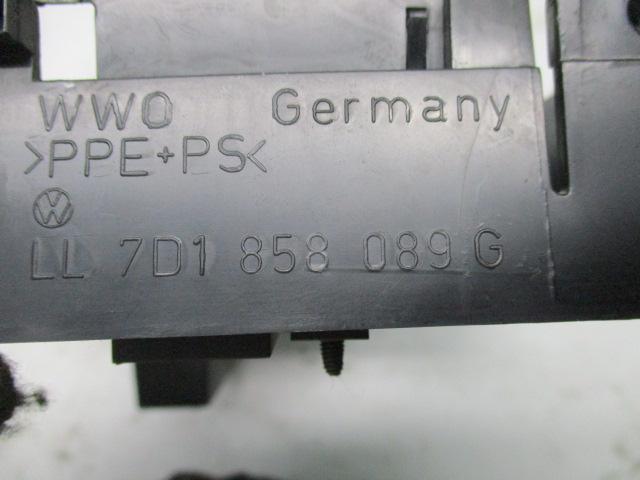 WWO Germany
>PPE+PS<
LL 7D1 858 089 G